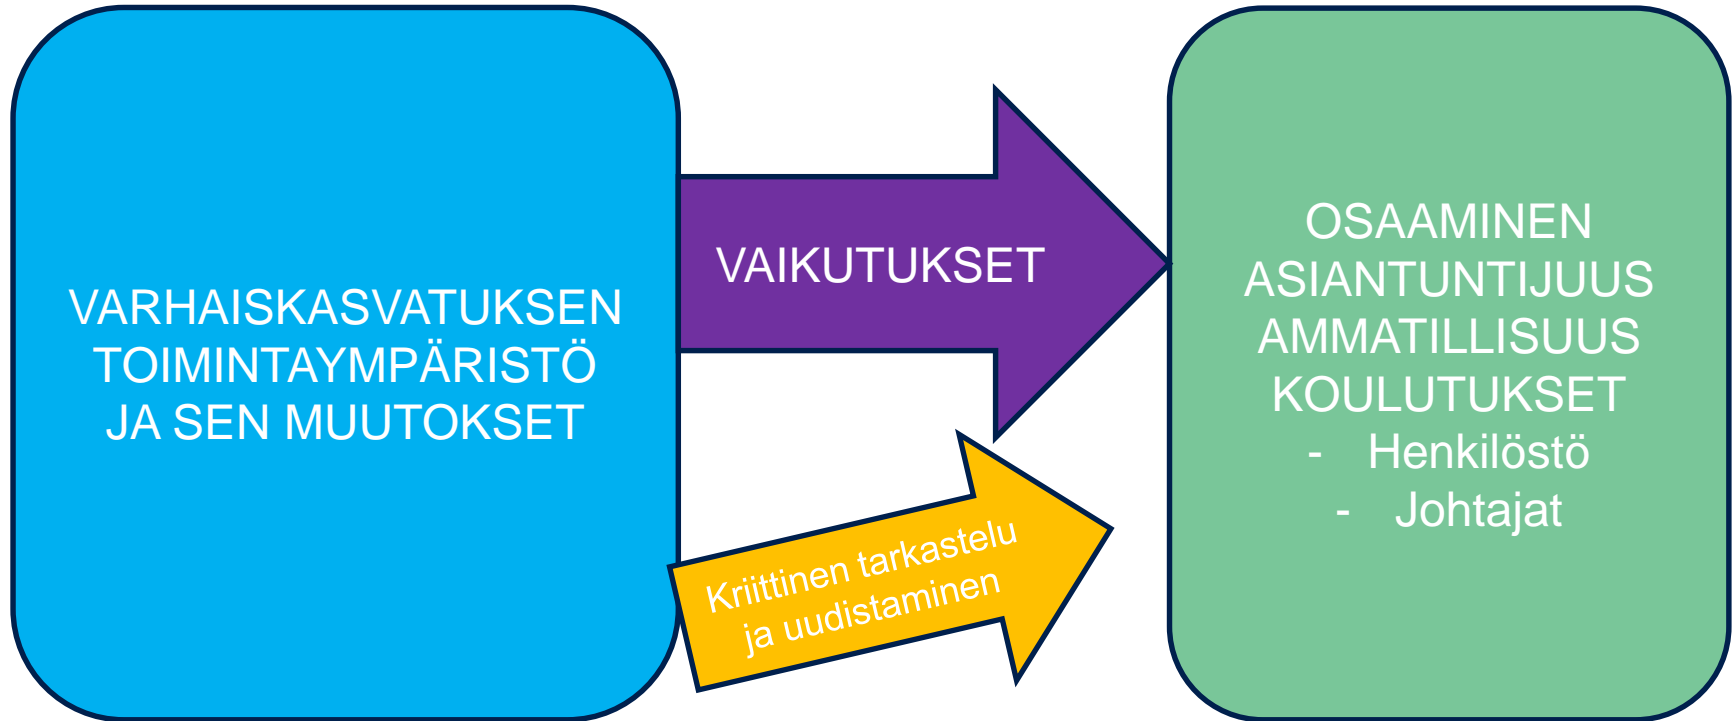 VARHAISKASVATUKSEN
TOIMINTAYMPÄRISTÖ
JA SEN MUUTOKSET
VAIKUTUKSET
Kriittinen tarkastelu
ja uudistaminen
OSAAMINEN
ASIANTUNTIJUUS
AMMATILLISUUS
KOULUTUKSET
- Henkilöstö
- Johtajat